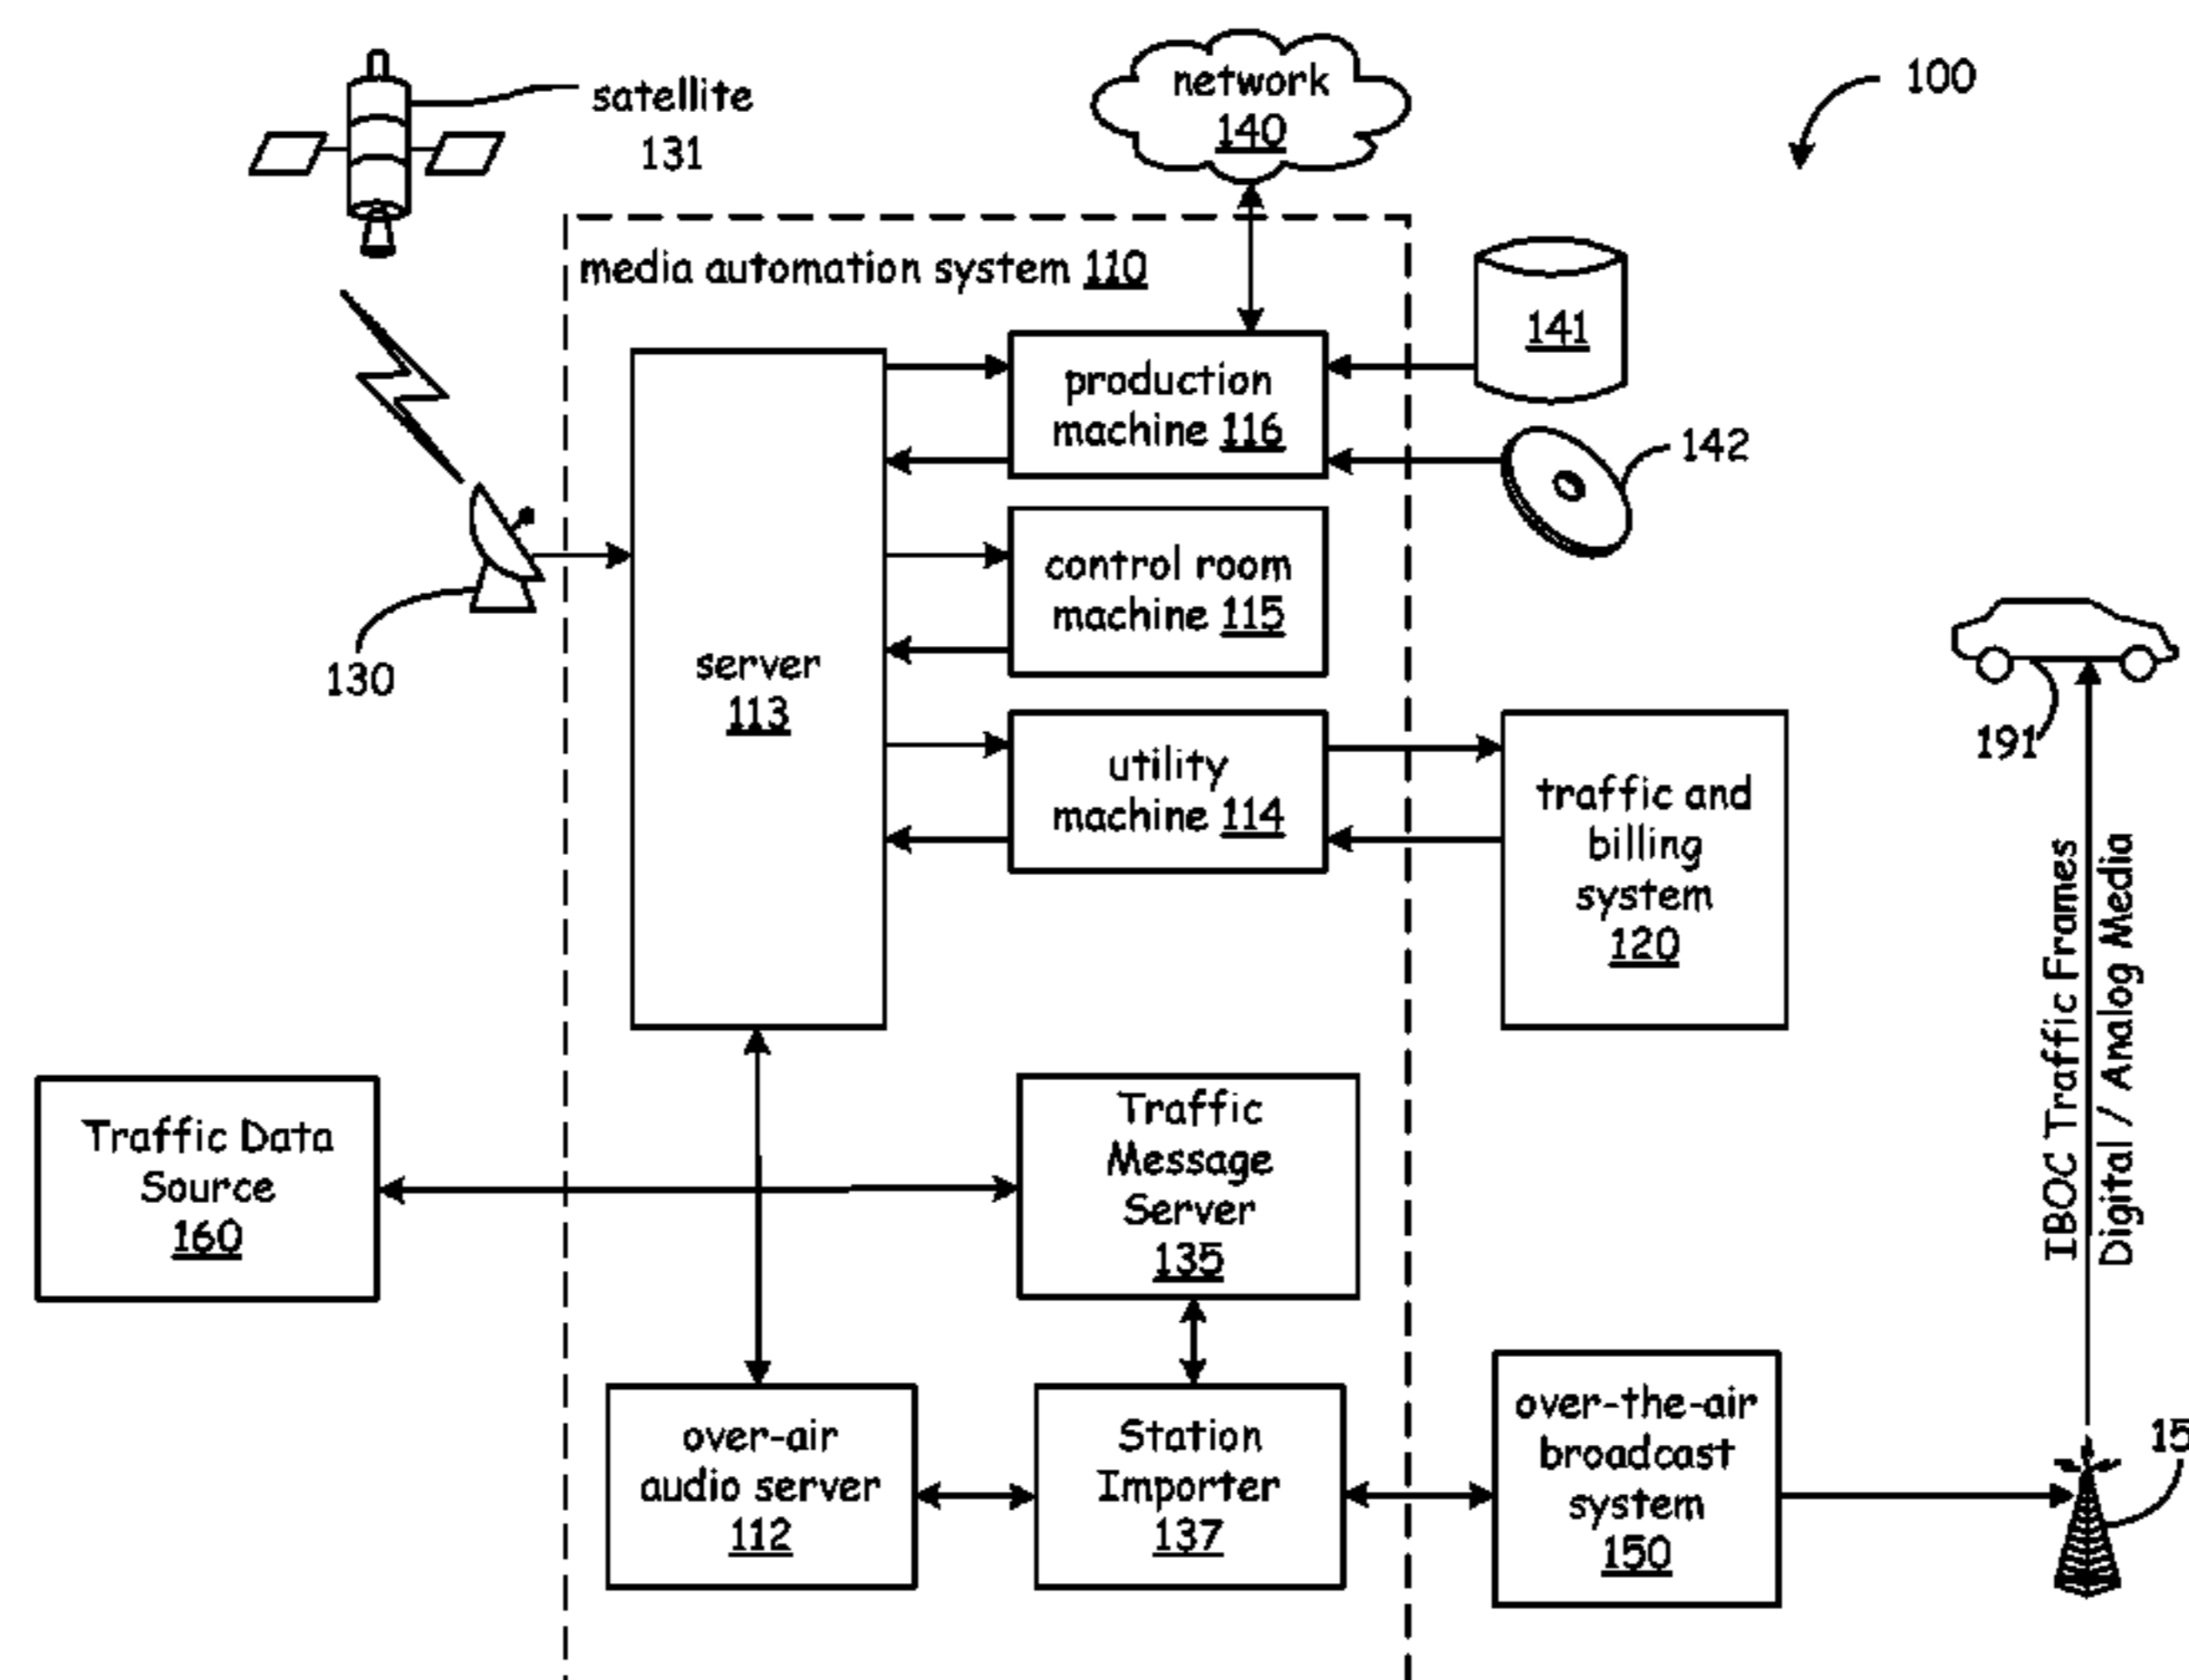 satellite
131
network
140
100
media automation system 110
141
production
machine 116
142
control room
machine 115
130
server
113
191
utility
machine 114
traffic and
billing
system
120
IBOC Traffic Frames
Digital / Analog Media
Traffic Data
Source
160
Traffic
Message
Server
135
over-air
audio server
112
Station
Importer
137
over-the-air
broadcast
system
150
15